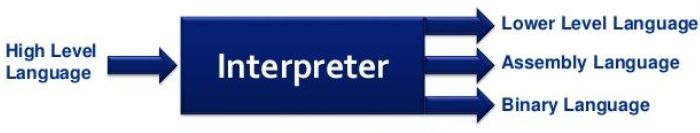 High Level
Language
Interpreter
Lower Level Language
Assembly Language
Binary Language